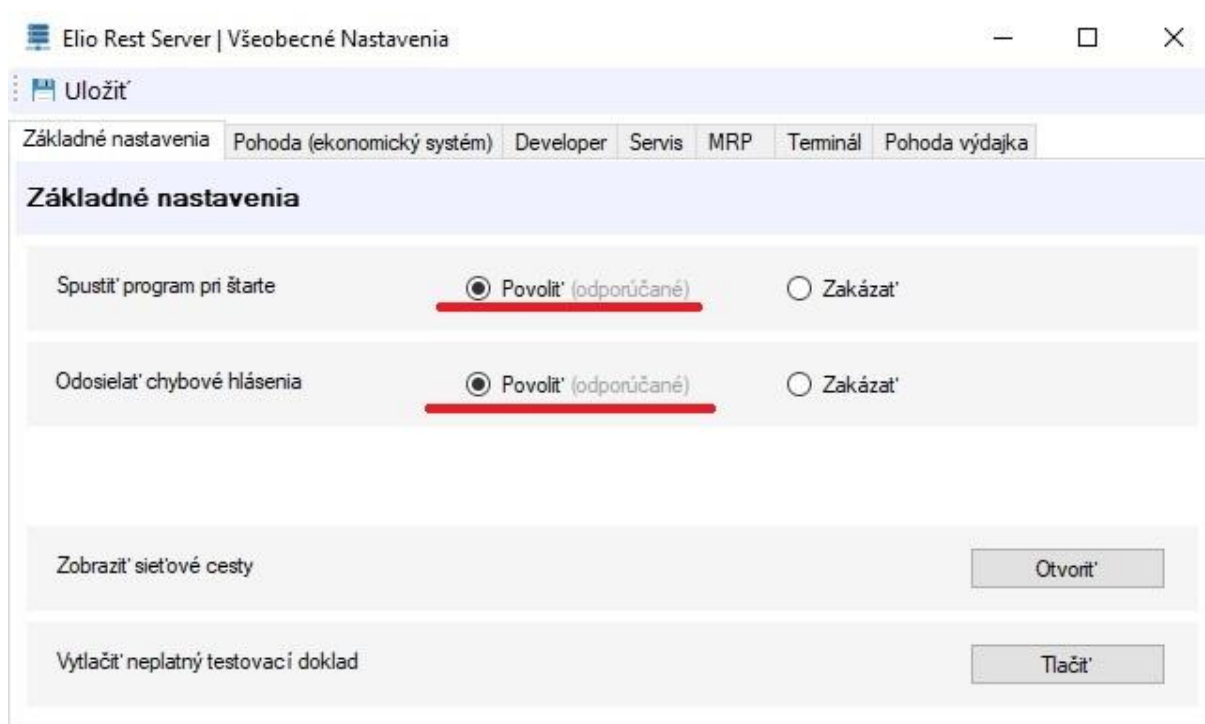 Elio Rest Server | Všeobecné Nastavenia
Uložiť
Základné nastavenia Pohoda (ekonomický systém) Developer Servis MRP Terminál Pohoda výdajka
Základné nastavenia
Spustiť program pri štarte Povoliť (odporúčané) Zakázať
Odosielať chybové hlásenia Povoliť (odporúčané) Zakázať
Zobraziť sieťové cesty Otvoriť
Vytlačiť neplatný testovací doklad Tlačiť